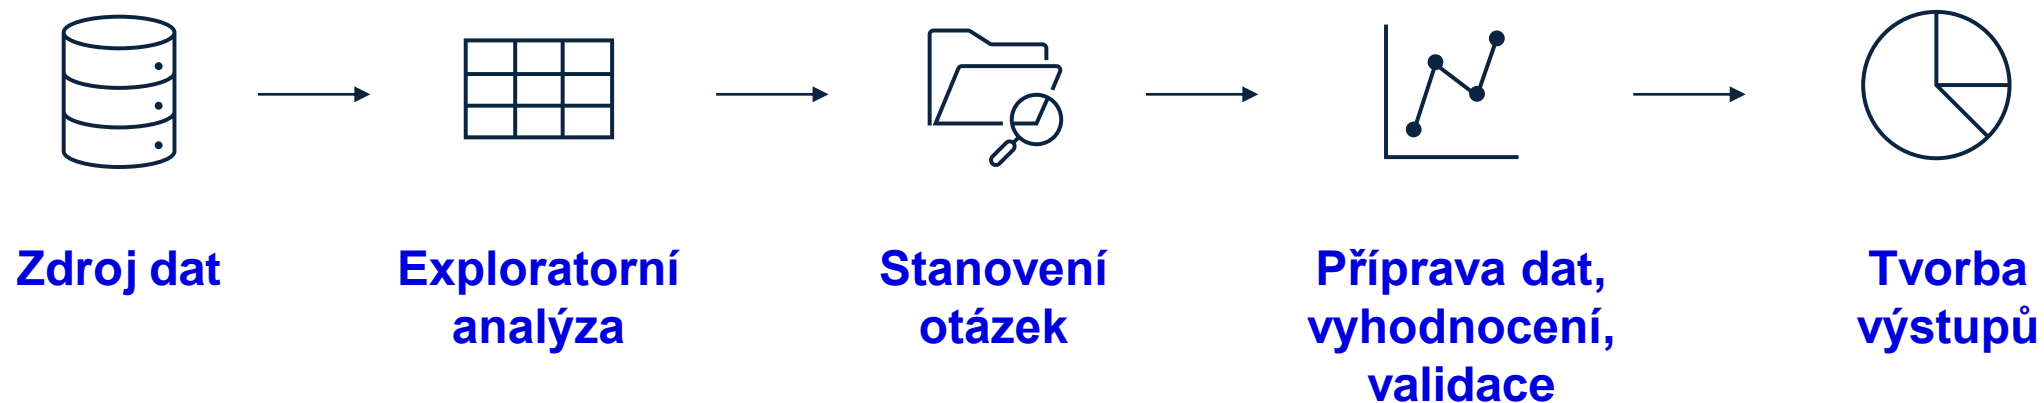 Zdroj dat
Exploratorní
analýza
Stanovení
otázek
Příprava dat,
vyhodnocení,
validace
Tvorba
výstupů